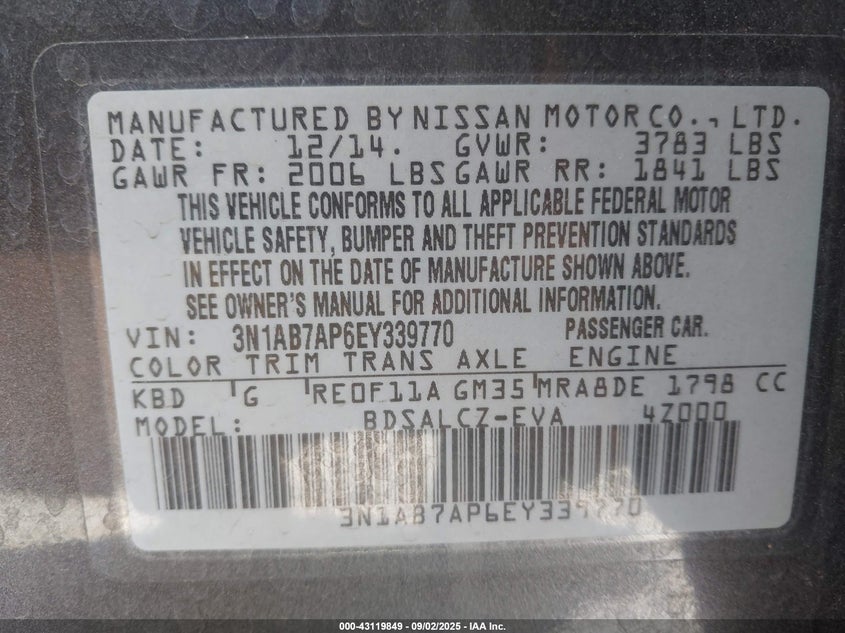 MANUFACTURED BY NISSAN MOTOR CO., LTD.
DATE: 12/14. GVWR: 3783 LBS
GAWR FR: 2006 LBS GAWR RR: 1841 LBS
THIS VEHICLE CONFORMS TO ALL APPLICABLE FEDERAL MOTOR
VEHICLE SAFETY, BUMPER AND THEFT PREVENTION STANDARDS
IN EFFECT ON THE DATE OF MANUFACTURE SHOWN ABOVE.
SEE OWNER'S MANUAL FOR ADDITIONAL INFORMATION.
VIN: 3N1AB7AP6EY339770 PASSENGER CAR.
COLOR TRIM TRANS AXLE ENGINE
KBD G RE0F11A GM35 MRA8DE 1798 CC
MODEL: BDSALCZ-EVA 4Z000
3N1AB7AP6EY339770
000-43119849 - 09/02/2025 - IAA Inc.